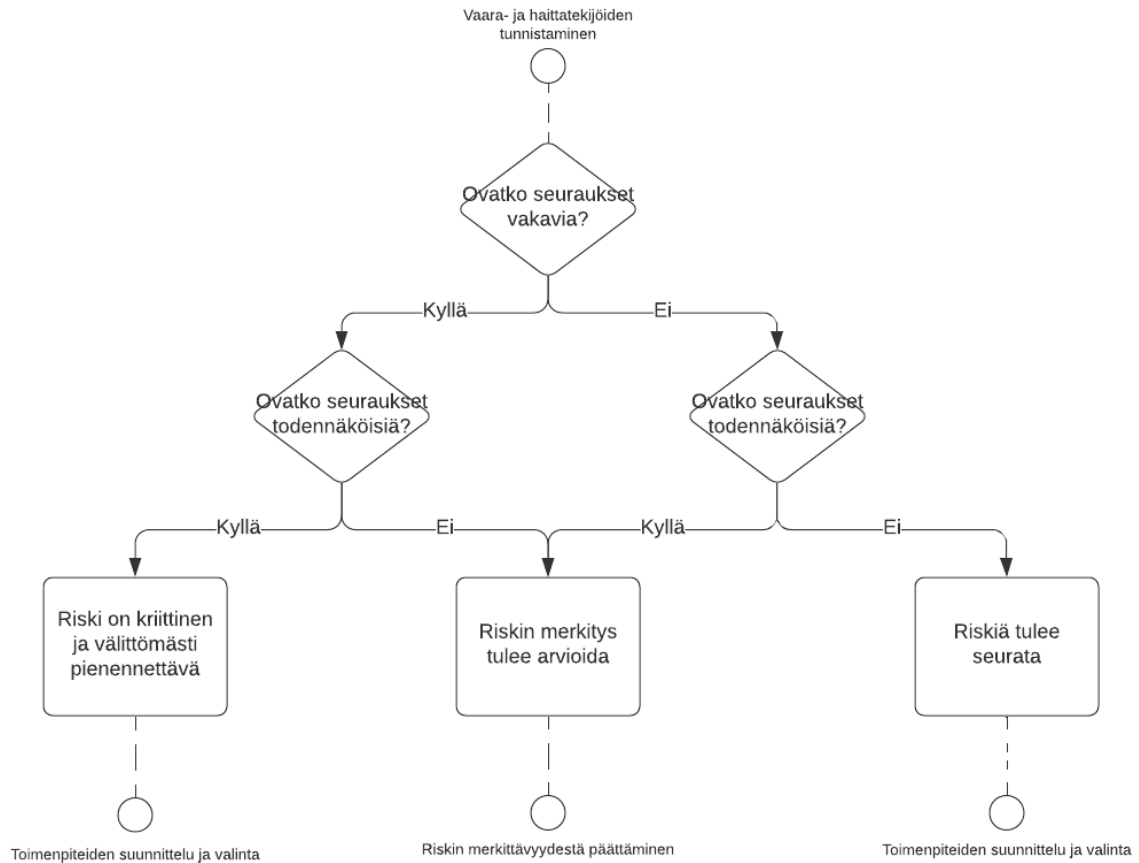 Vaara- ja haittatekijöiden
tunnistaminen
Ovatko seuraukset
vakavia?
Kyllä
Ei
Ovatko seuraukset
todennäköisiä?
Ovatko seuraukset
todennäköisiä?
Kyllä
Ei
Kyllä
Ei
Riski on kriittinen
ja välittömästi
pienennettävä
Riskin merkitys
tulee arvioida
Riskiä tulee
seurata
Toimenpiteiden suunnittelu ja valinta
Riskin merkittävyydestä päättäminen
Toimenpiteiden suunnittelu ja valinta